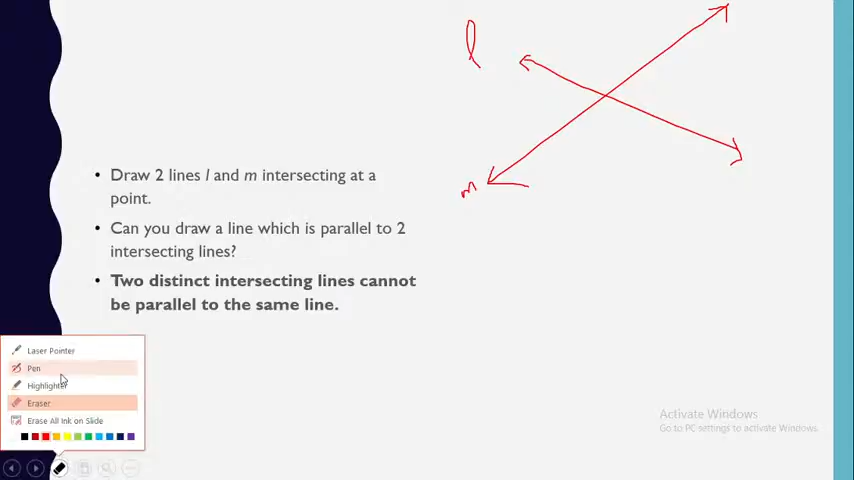 l
m
• Draw 2 lines l and m intersecting at a
point.
• Can you draw a line which is parallel to 2
intersecting lines?
• Two distinct intersecting lines cannot
be parallel to the same line.
Laser Pointer
Pen
Highlighter
Eraser
Erase All Ink on Slide
Activate Windows
Go to PC settings to activate Windows.